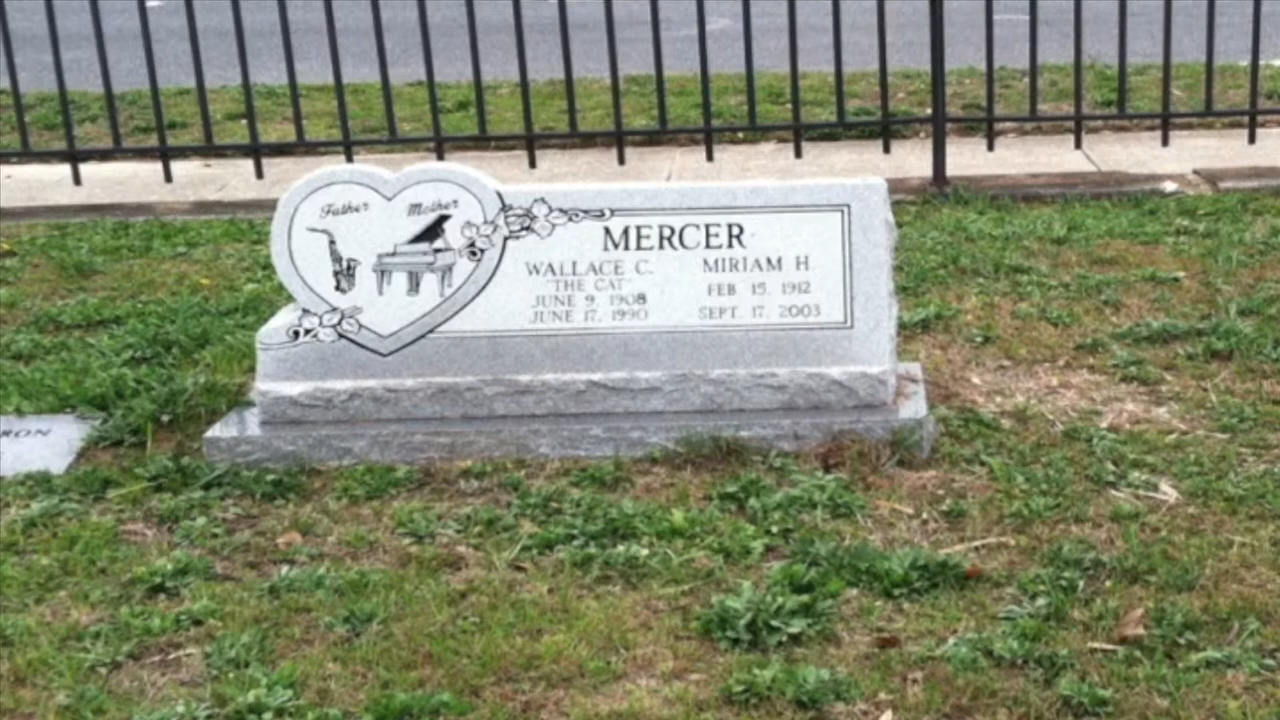 Father Mother
MERCER
WALLACE C. MIRIAM H.
"THE CAT" FEB. 15, 1912
JUNE 9, 1908 SEPT. 17, 2003
JUNE 17, 1990
RON